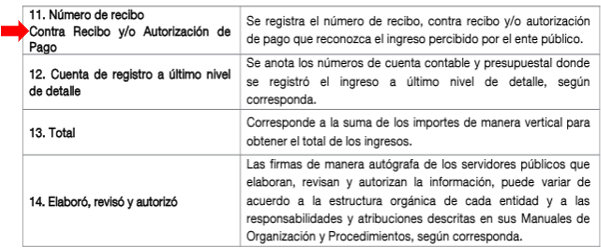 11. Número de recibo
Contra Recibo y/o Autorización de
Pago
Se registra el número de recibo, contra recibo y/o autorización
de pago que reconozca el ingreso percibido por el ente público.
12. Cuenta de registro a último nivel
de detalle
Se anota los números de cuenta contable y presupuestal donde
se registró el ingreso a último nivel de detalle, según
corresponda.
13. Total
Corresponde a la suma de los importes de manera vertical para
obtener el total de los ingresos.
14. Elaboró, revisó y autorizó
Las firmas de manera autógrafa de los servidores públicos que
elaboran, revisan y autorizan la información, puede variar de
acuerdo a la estructura orgánica de cada entidad y a las
responsabilidades y atribuciones descritas en sus Manuales de
Organización y Procedimientos, según corresponda.